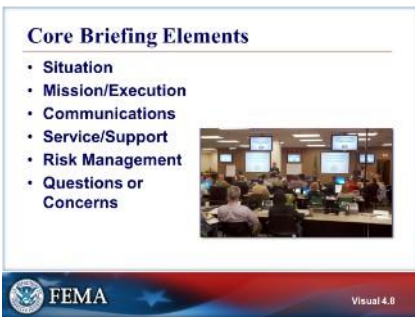 Core Briefing Elements
• Situation
• Mission/Execution
• Communications
• Service/Support
• Risk Management
• Questions or
Concerns
FEMA
Visual 4.8